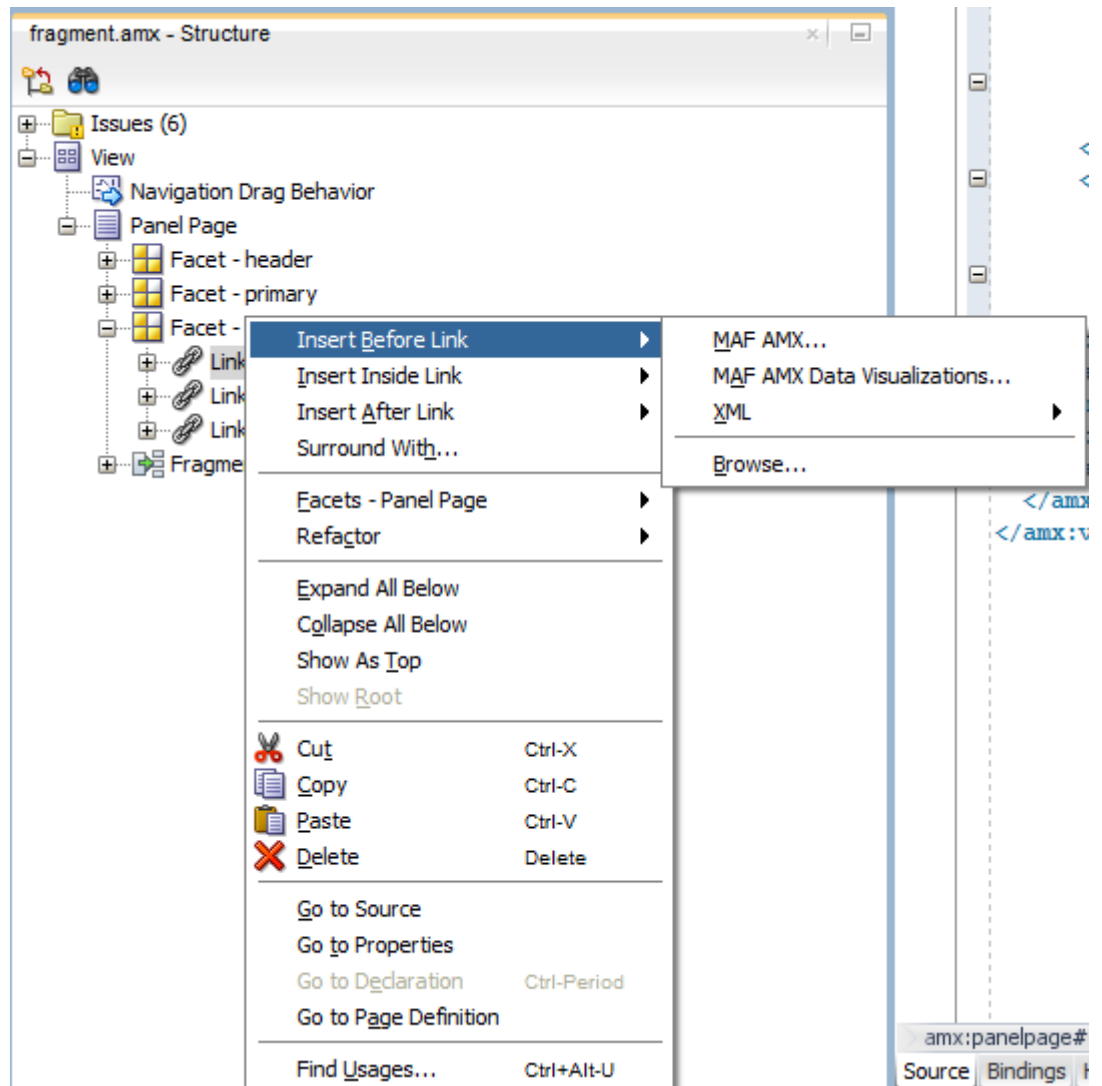 fragment.amx - Structure
Issues (6)
View
Navigation Drag Behavior
Panel Page
Facet - header
Facet - primary
Facet -
Link
Link
Link
Fragme
Insert Before Link
Insert Inside Link
Insert After Link
Surround With...
Facets - Panel Page
Refactor
Expand All Below
Collapse All Below
Show As Top
Show Root
Cut Ctrl-X
Copy Ctrl-C
Paste Ctrl-V
Delete Delete
Go to Source
Go to Properties
Go to Declaration Ctrl-Period
Go to Page Definition
Find Usages... Ctrl+Alt-U
MAF AMX...
MAF AMX Data Visualizations...
XML
Browse...
<
<
</amx
</amx:v
amx:panelpage#
Source Bindings H